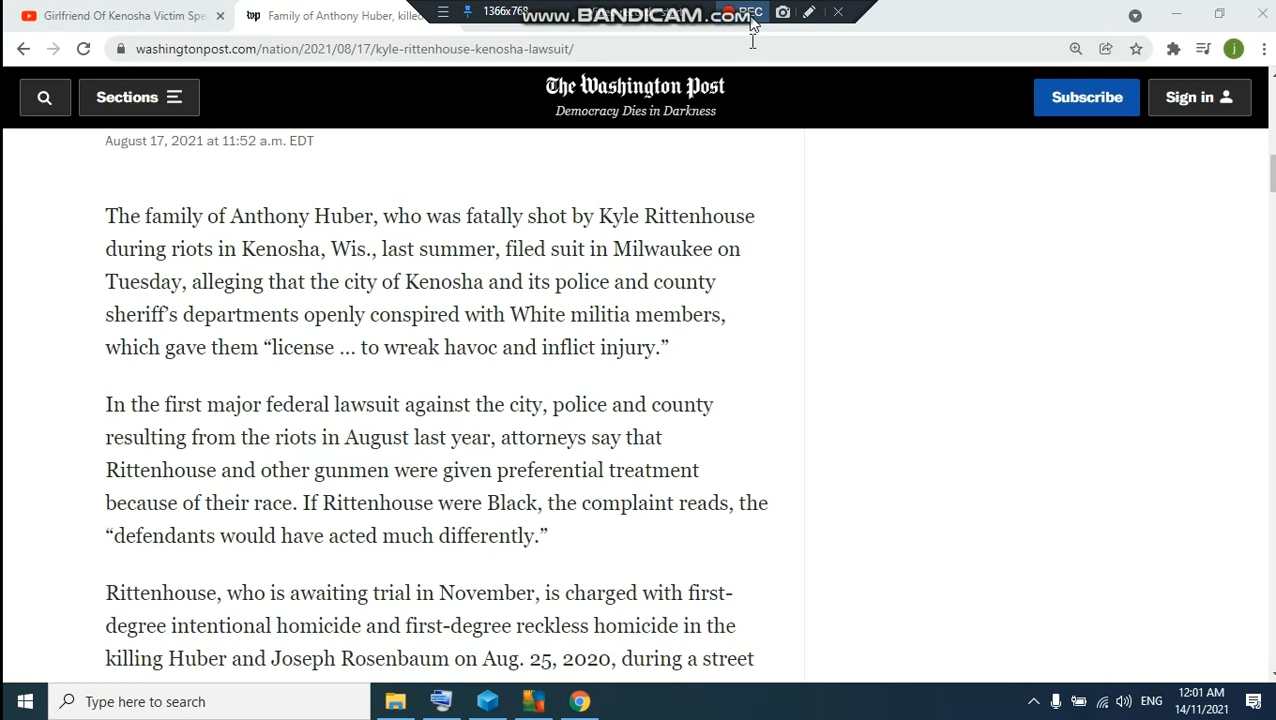 Girlfriend Of Kenosha Victim Spe
Family of Anthony Huber, killed
1366x768
www.BANDICAM.com
REC
washingtonpost.com/nation/2021/08/17/kyle-rittenhouse-kenosha-lawsuit/
j
Sections
The Washington Post
Democracy Dies in Darkness
Subscribe
Sign in
August 17, 2021 at 11:52 a.m. EDT
The family of Anthony Huber, who was fatally shot by Kyle Rittenhouse
during riots in Kenosha, Wis., last summer, filed suit in Milwaukee on
Tuesday, alleging that the city of Kenosha and its police and county
sheriff's departments openly conspired with White militia members,
which gave them “license ... to wreak havoc and inflict injury.”
In the first major federal lawsuit against the city, police and county
resulting from the riots in August last year, attorneys say that
Rittenhouse and other gunmen were given preferential treatment
because of their race. If Rittenhouse were Black, the complaint reads, the
“defendants would have acted much differently.”
Rittenhouse, who is awaiting trial in November, is charged with first-
degree intentional homicide and first-degree reckless homicide in the
killing Huber and Joseph Rosenbaum on Aug. 25, 2020, during a street
Type here to search
ENG
12:01 AM
14/11/2021